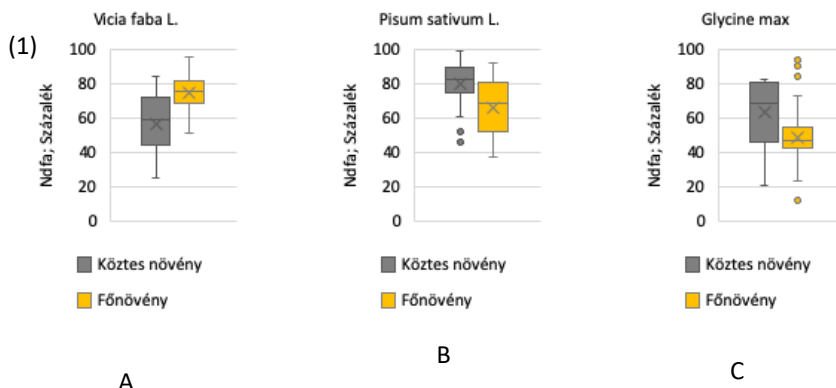 (1)
Vicia faba L.
Ndfa; Százalék
100
80
60
40
20
0
Köztes növény
Főnövény
A
Pisum sativum L.
Ndfa; Százalék
100
80
60
40
20
0
Köztes növény
Főnövény
B
Glycine max
Ndfa; Százalék
100
80
60
40
20
0
Köztes növény
Főnövény
C